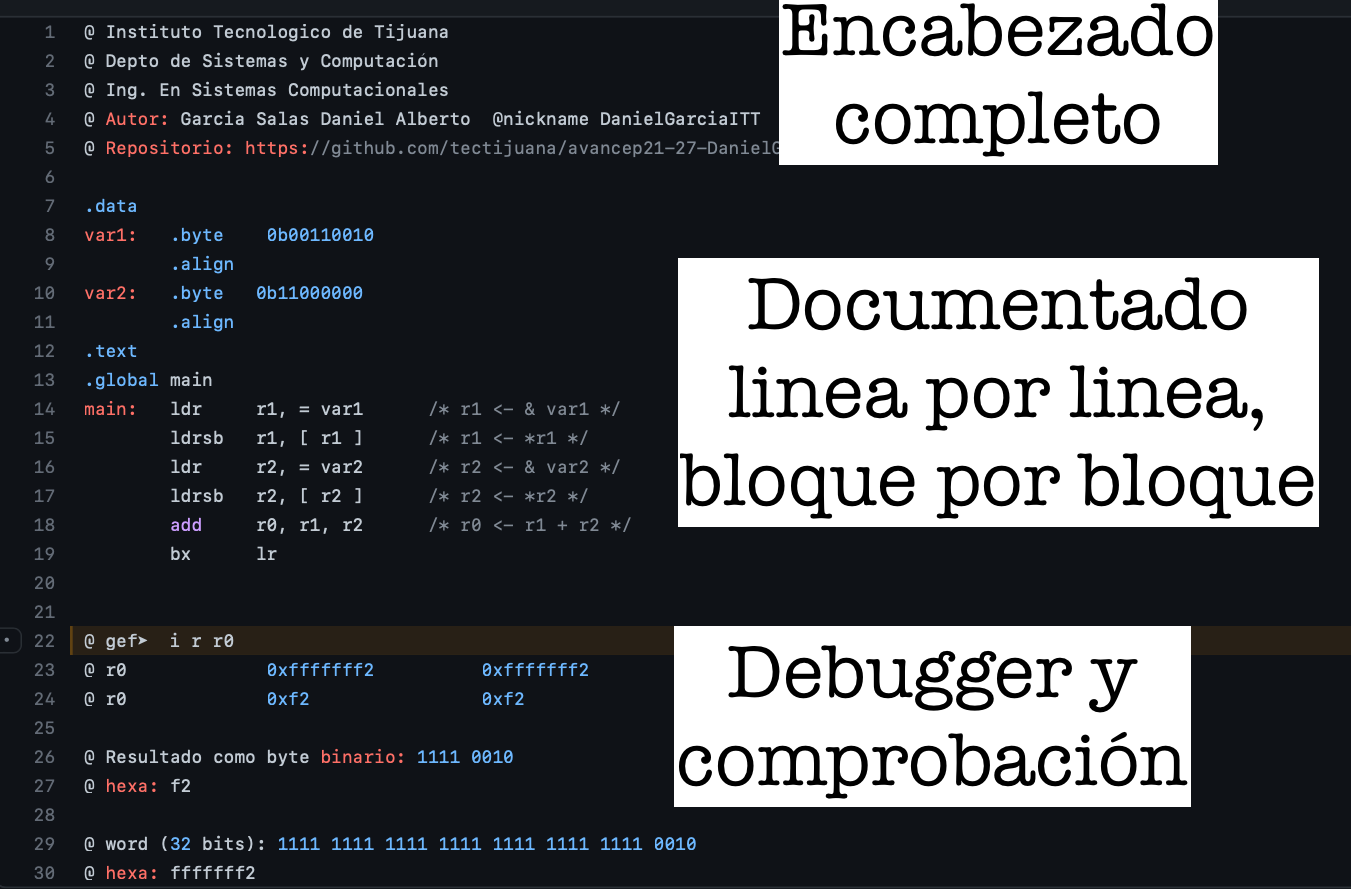 1 @ Instituto Tecnologico de Tijuana
2 @ Depto de Sistemas y Computación
3 @ Ing. En Sistemas Computacionales
4 @ Autor: Garcia Salas Daniel Alberto @nickname DanielGarciaITT
5 @ Repositorio: https://github.com/tectijuana/avancep21-27-DanielG
Encabezado
completo
6
7 .data
8 var1: .byte 0b00110010
9 .align
10 var2: .byte 0b11000000
11 .align
12 .text
13 .global main
14 main: ldr r1, = var1 /* r1 <- & var1 */
15 ldrsb r1, [ r1 ] /* r1 <- *r1 */
16 ldr r2, = var2 /* r2 <- & var2 */
17 ldrsb r2, [ r2 ] /* r2 <- *r2 */
18 add r0, r1, r2 /* r0 <- r1 + r2 */
19 bx lr
Documentado
linea por linea,
bloque por bloque
20
21
22 @ gef➤ i r r0
23 @ r0 0xfffffff2 0xfffffff2
24 @ r0 0xf2 0xf2
25
26 @ Resultado como byte binario: 1111 0010
27 @ hexa: f2
Debugger y
comprobación
28
29 @ word (32 bits): 1111 1111 1111 1111 1111 1111 1111 0010
30 @ hexa: fffffff2